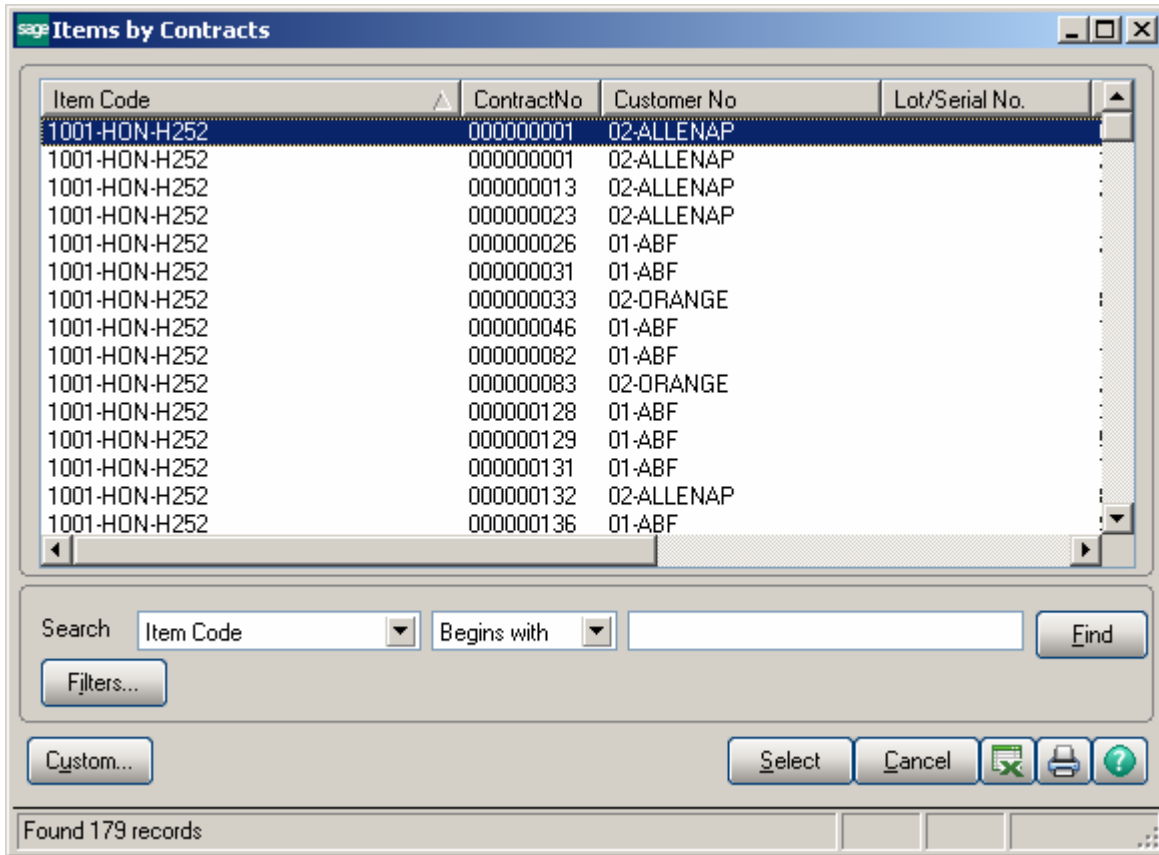 sage Items by Contracts
Item Code ContractNo Customer No Lot/Serial No.
1001-HON-H252 000000001 02-ALLENAP
1001-HON-H252 000000001 02-ALLENAP
1001-HON-H252 000000013 02-ALLENAP
1001-HON-H252 000000023 02-ALLENAP
1001-HON-H252 000000026 01-ABF
1001-HON-H252 000000031 01-ABF
1001-HON-H252 000000033 02-ORANGE
1001-HON-H252 000000046 01-ABF
1001-HON-H252 000000082 01-ABF
1001-HON-H252 000000083 02-ORANGE
1001-HON-H252 000000128 01-ABF
1001-HON-H252 000000129 01-ABF
1001-HON-H252 000000131 01-ABF
1001-HON-H252 000000132 02-ALLENAP
1001-HON-H252 000000136 01-ABF
Search Item Code Begins with Find
Filters...
Custom... Select Cancel
Found 179 records